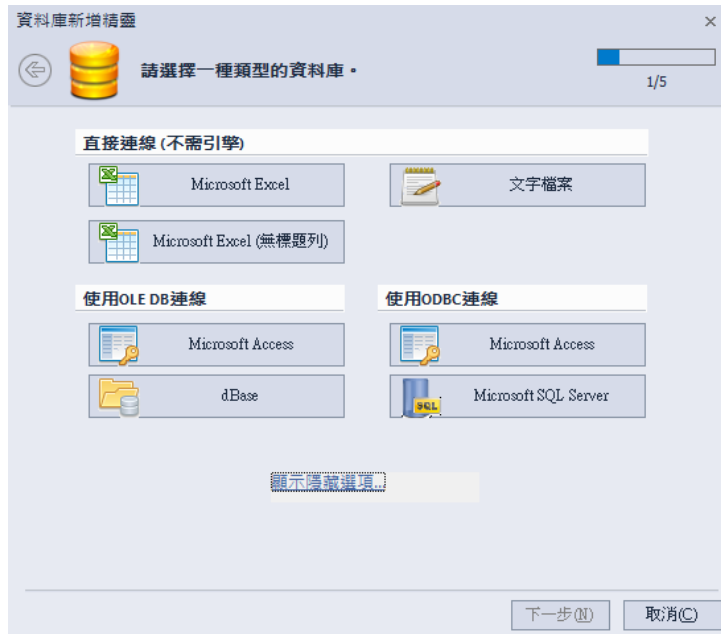 資料庫新增精靈
請選擇一種類型的資料庫。
1/5
直接連線 (不需引擎)
Microsoft Excel
文字檔案
Microsoft Excel (無標題列)
使用OLE DB連線
使用ODBC連線
Microsoft Access
Microsoft Access
dBase
Microsoft SQL Server
SQL
顯示隱藏選項...
下一步(N)
取消(C)